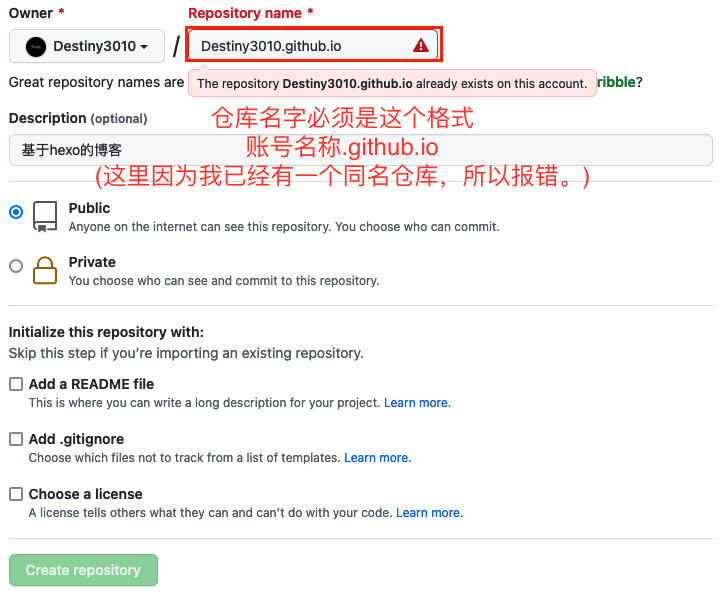 Owner * Repository name *
Destiny3010 / Destiny3010.github.io
Great repository names are ribble?
The repository Destiny3010.github.io already exists on this account.
仓库名字必须是这个格式
Description (optional)
账号名称.github.io
基于hexo的博客
(这里因为我已经有一个同名仓库，所以报错。)
Public
Anyone on the internet can see this repository. You choose who can commit.
Private
You choose who can see and commit to this repository.
Initialize this repository with:
Skip this step if you’re importing an existing repository.
Add a README file
This is where you can write a long description for your project. Learn more.
Add .gitignore
Choose which files not to track from a list of templates. Learn more.
Choose a license
A license tells others what they can and can't do with your code. Learn more.
Create repository